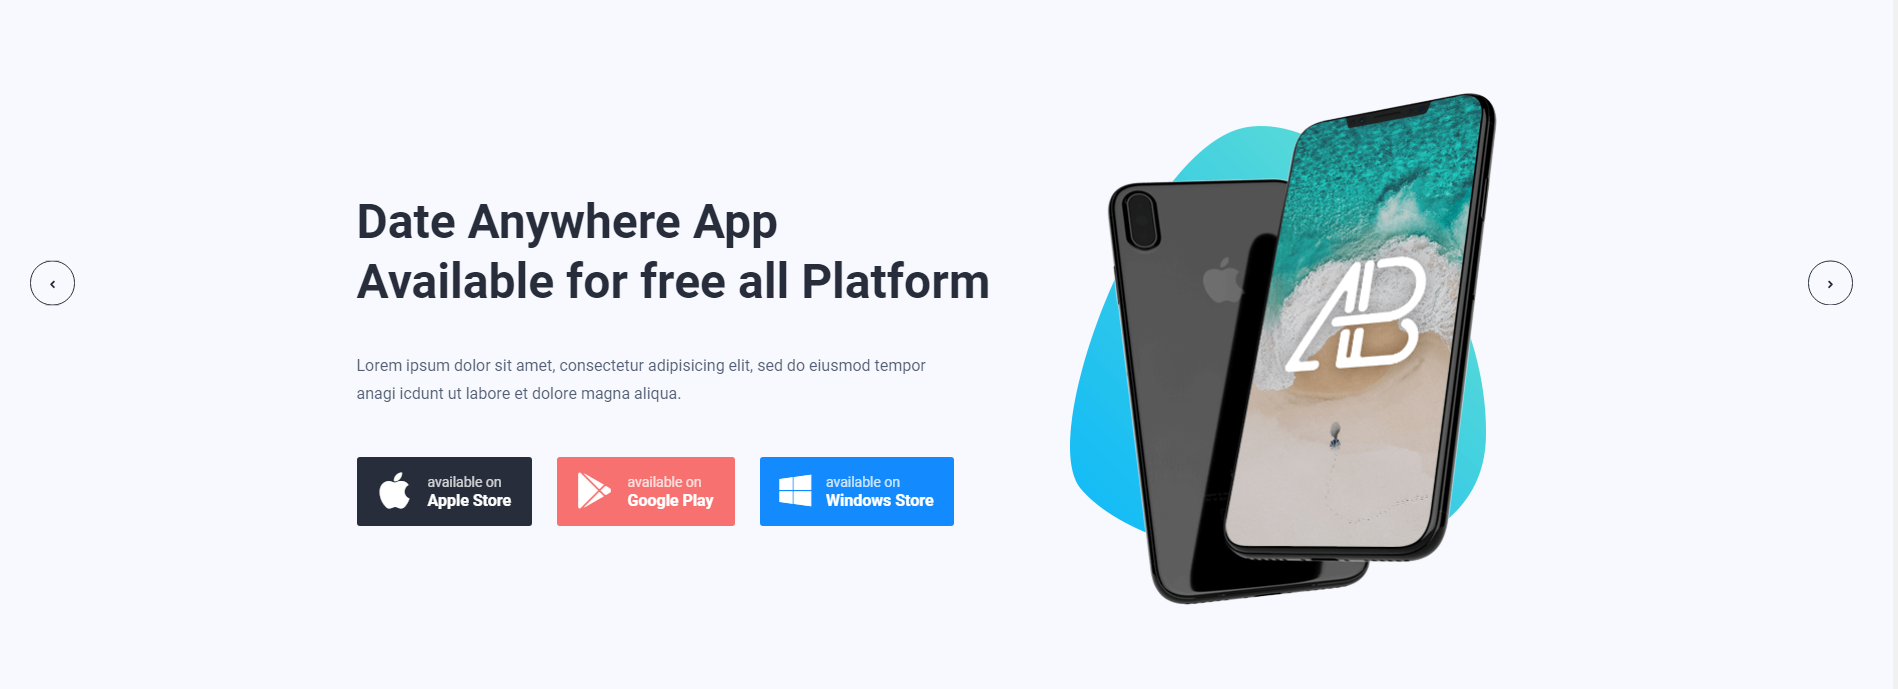 Date Anywhere App
Available for free all Platform
Lorem ipsum dolor sit amet, consectetur adipisicing elit, sed do eiusmod tempor
anagi icdunt ut labore et dolore magna aliqua.
available on
Apple Store
available on
Google Play
available on
Windows Store